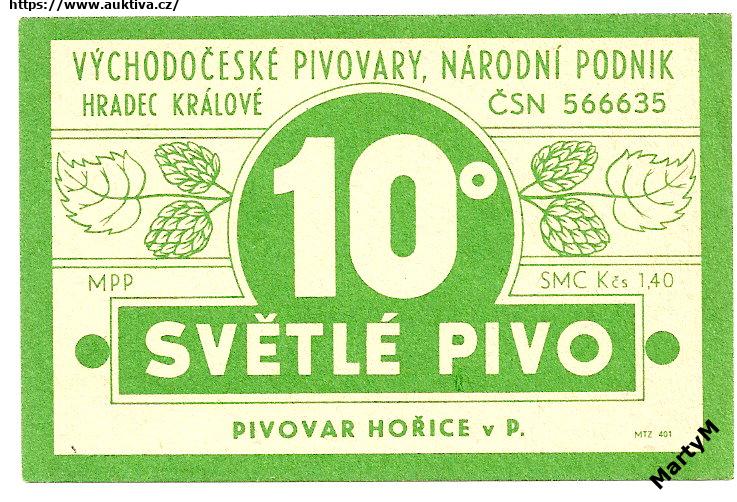 https://www.auktiva.cz/
VÝCHODOČESKÉ PIVOVARY, NÁRODNÍ PODNIK
HRADEC KRÁLOVÉ ČSN 566635
10°
MPP SMC Kčs 1,40
SVĚTLÉ PIVO
PIVOVAR HOŘICE v P.
MTZ 401
MartyM